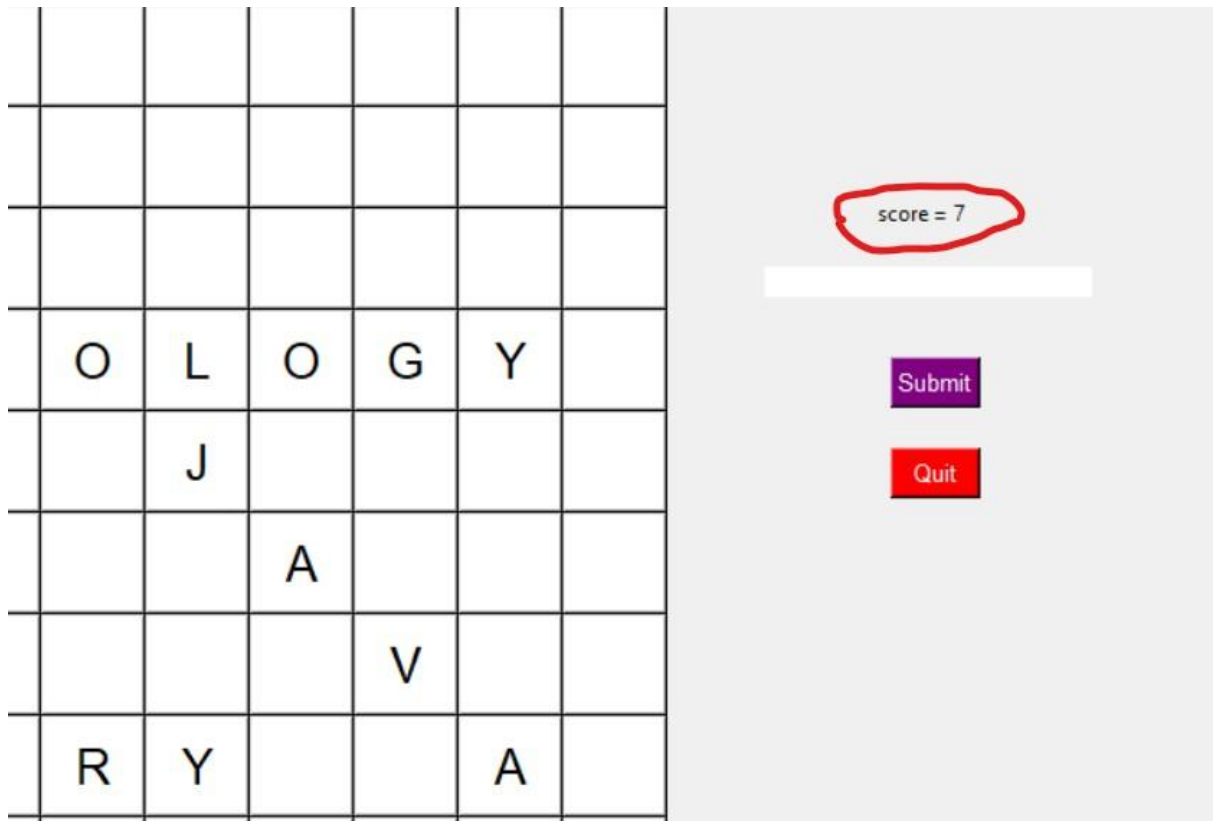 score = 7
O L O G Y
Submit
J
Quit
A
V
R Y A